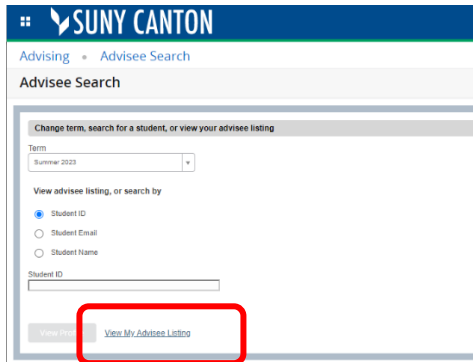 SUNY CANTON
Advising • Advisee Search
Advisee Search
Change term, search for a student, or view your advisee listing
Term
Summer 2023
View advisee listing, or search by
Student ID
Student Email
Student Name
Student ID
View My Advisee Listing